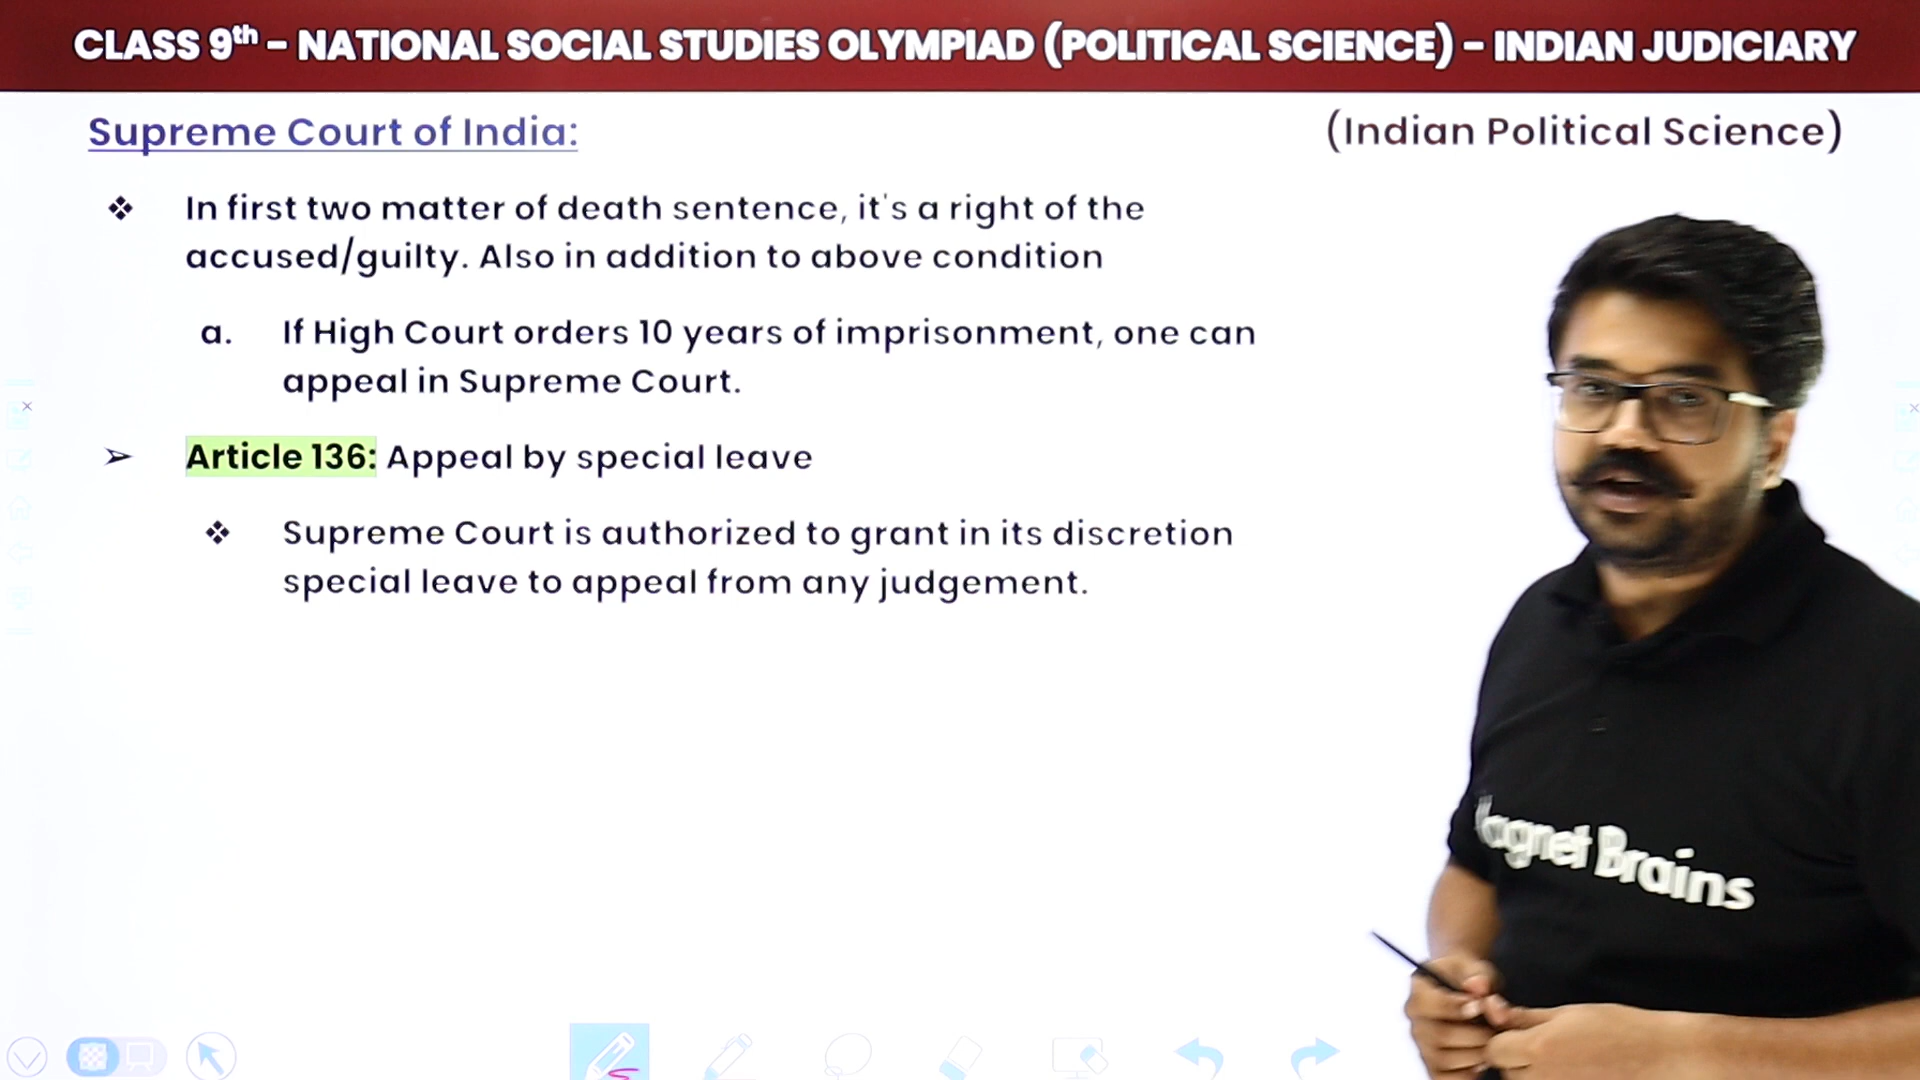 CLASS 9th – NATIONAL SOCIAL STUDIES OLYMPIAD (POLITICAL SCIENCE) – INDIAN JUDICIARY
Supreme Court of India:
(Indian Political Science)
❖ In first two matter of death sentence, it's a right of the
accused/guilty. Also in addition to above condition
a. If High Court orders 10 years of imprisonment, one can
appeal in Supreme Court.
➢ Article 136: Appeal by special leave
❖ Supreme Court is authorized to grant in its discretion
special leave to appeal from any judgement.
Magnet Brains